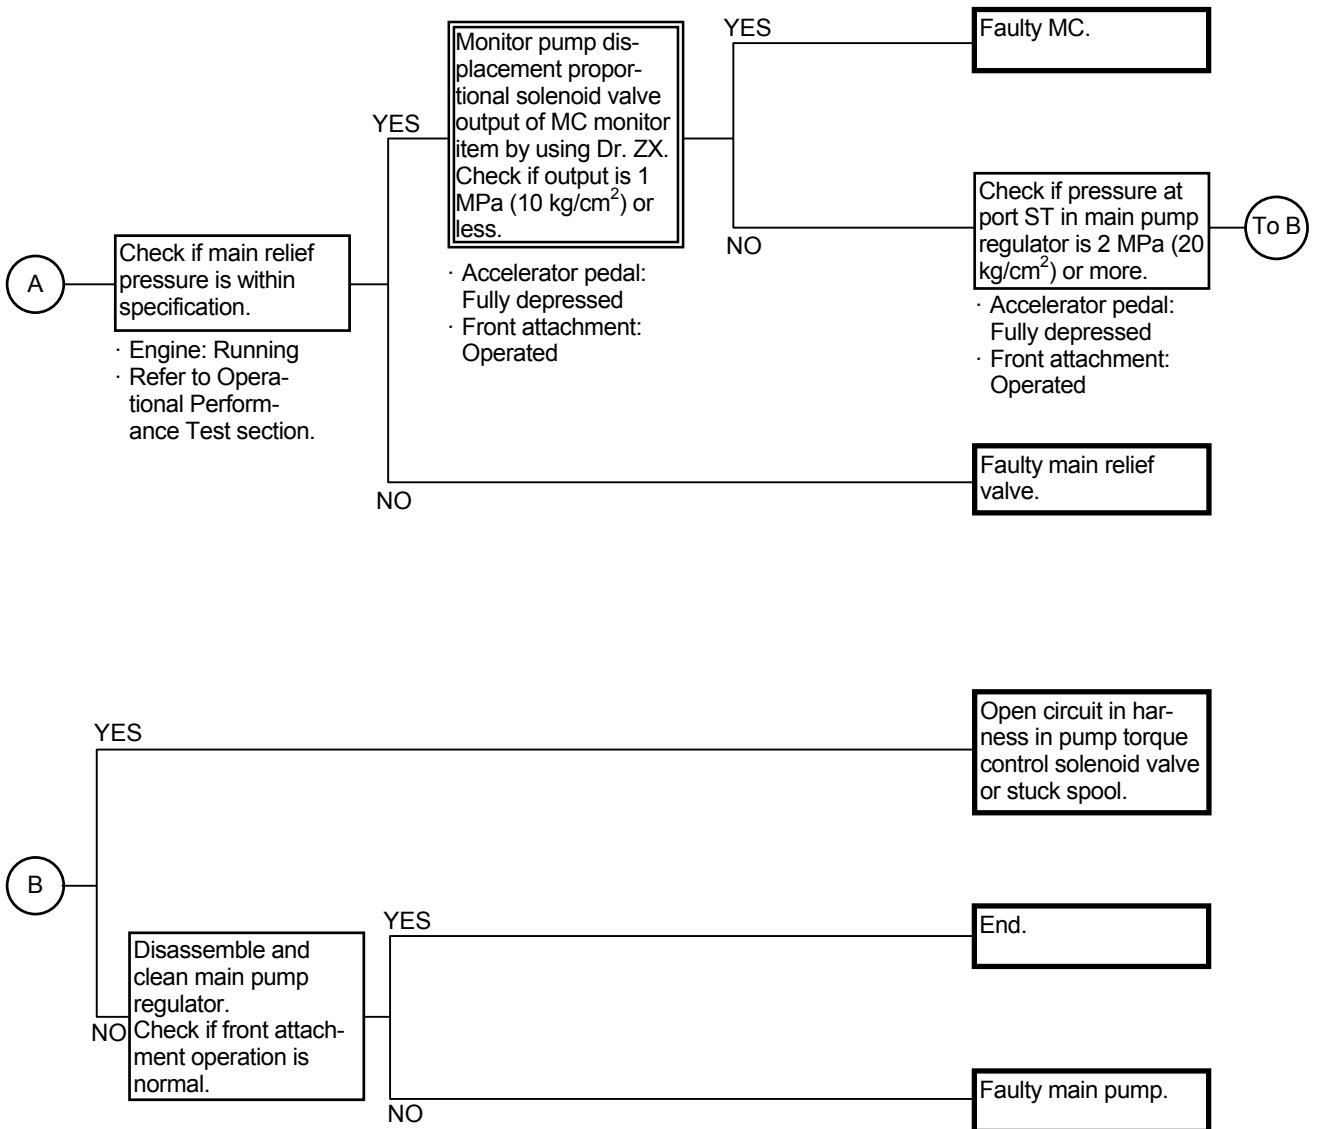 A
Check if main relief
pressure is within
specification.
· Engine: Running
· Refer to Opera-
tional Perform-
ance Test section.
YES
Monitor pump dis-
placement propor-
tional solenoid valve
output of MC monitor
item by using Dr. ZX.
Check if output is 1
MPa (10 kg/cm²) or
less.
· Accelerator pedal:
Fully depressed
· Front attachment:
Operated
YES
Faulty MC.
NO
Check if pressure at
port ST in main pump
regulator is 2 MPa (20
kg/cm²) or more.
· Accelerator pedal:
Fully depressed
· Front attachment:
Operated
To B
NO
Faulty main relief
valve.
B
YES
Open circuit in har-
ness in pump torque
control solenoid valve
or stuck spool.
NO
Disassemble and
clean main pump
regulator.
Check if front attach-
ment operation is
normal.
YES
End.
NO
Faulty main pump.